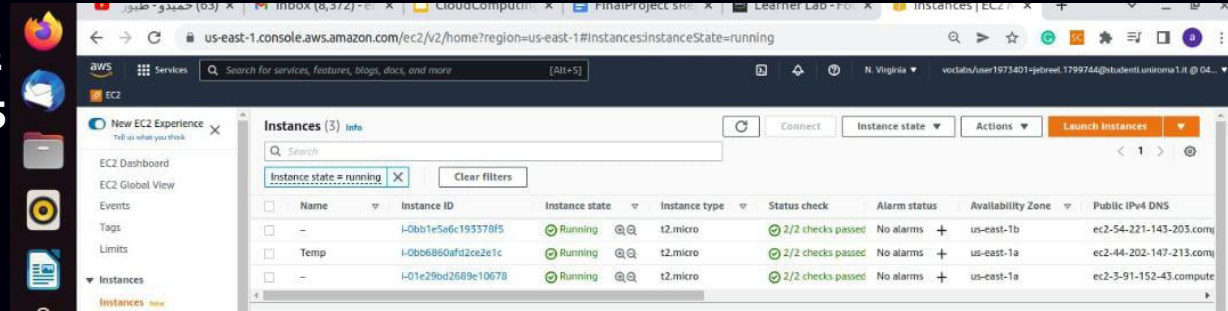 (63) حميدو - طيور
Inbox (8,372)
CloudComputing
FinalProject
Learner Lab
Instances | EC2
us-east-1.console.aws.amazon.com/ec2/v2/home?region=us-east-1#Instances:instanceState=running
aws Services Search for services, features, blogs, docs, and more [Alt+S] N. Virginia voclabs/user1973401=jebreel.1799744@studenti.uniroma1.it @ 04...
EC2
New EC2 Experience
Tell us what you think
EC2 Dashboard
EC2 Global View
Events
Tags
Limits
Instances
Instances New
Instances (3) Info Connect Instance state Actions Launch Instances
Search 1
Instance state = running Clear filters
Name Instance ID Instance state Instance type Status check Alarm status Availability Zone Public IPv4 DNS
– i-0bb1e5a6c193378f5 Running t2.micro 2/2 checks passed No alarms + us-east-1b ec2-54-221-143-203.comp
Temp i-0bb6860afd2ce2e1c Running t2.micro 2/2 checks passed No alarms + us-east-1a ec2-44-202-147-213.comp
– i-01e29bd2689e10678 Running t2.micro 2/2 checks passed No alarms + us-east-1a ec2-3-91-152-43.compute